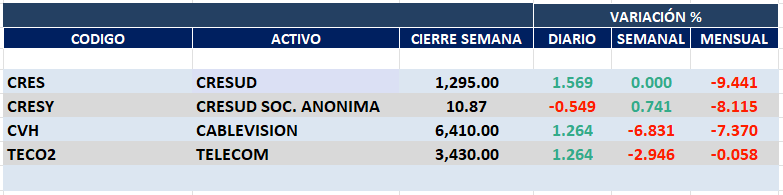 VARIACIÓN %
CODIGO ACTIVO CIERRE SEMANA DIARIO SEMANAL MENSUAL
CRES CRESUD 1,295.00 1.569 0.000 -9.441
CRESY CRESUD SOC. ANONIMA 10.87 -0.549 0.741 -8.115
CVH CABLEVISION 6,410.00 1.264 -6.831 -7.370
TECO2 TELECOM 3,430.00 1.264 -2.946 -0.058